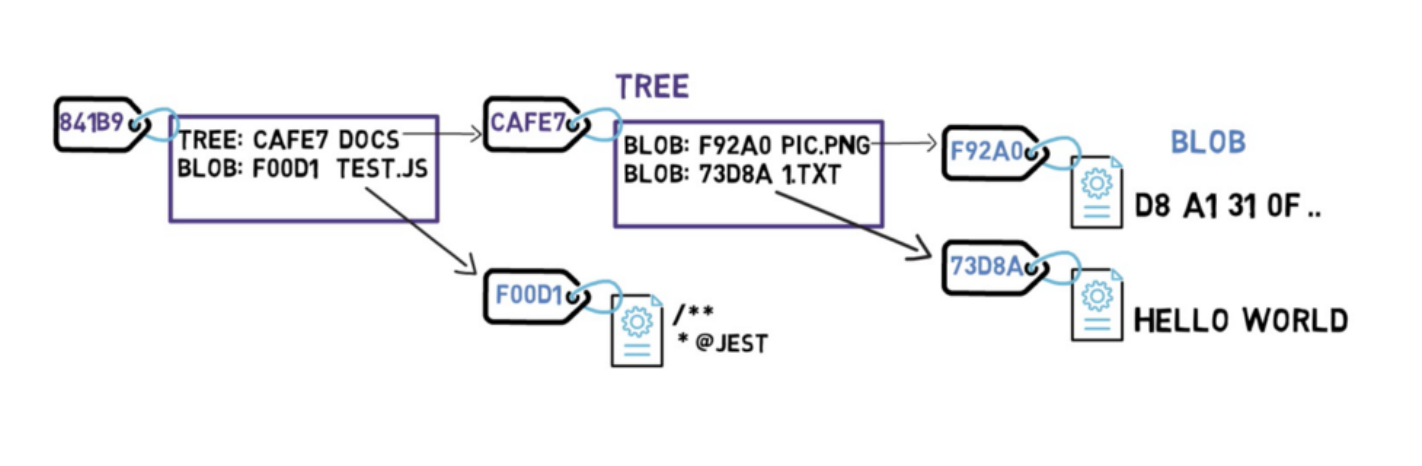 841B9
TREE: CAFE7 DOCS
BLOB: F00D1 TEST.JS
CAFE7
TREE
BLOB: F92A0 PIC.PNG
BLOB: 73D8A 1.TXT
F92A0
BLOB
D8 A1 31 0F ..
73D8A
HELLO WORLD
F00D1
/**
* @JEST